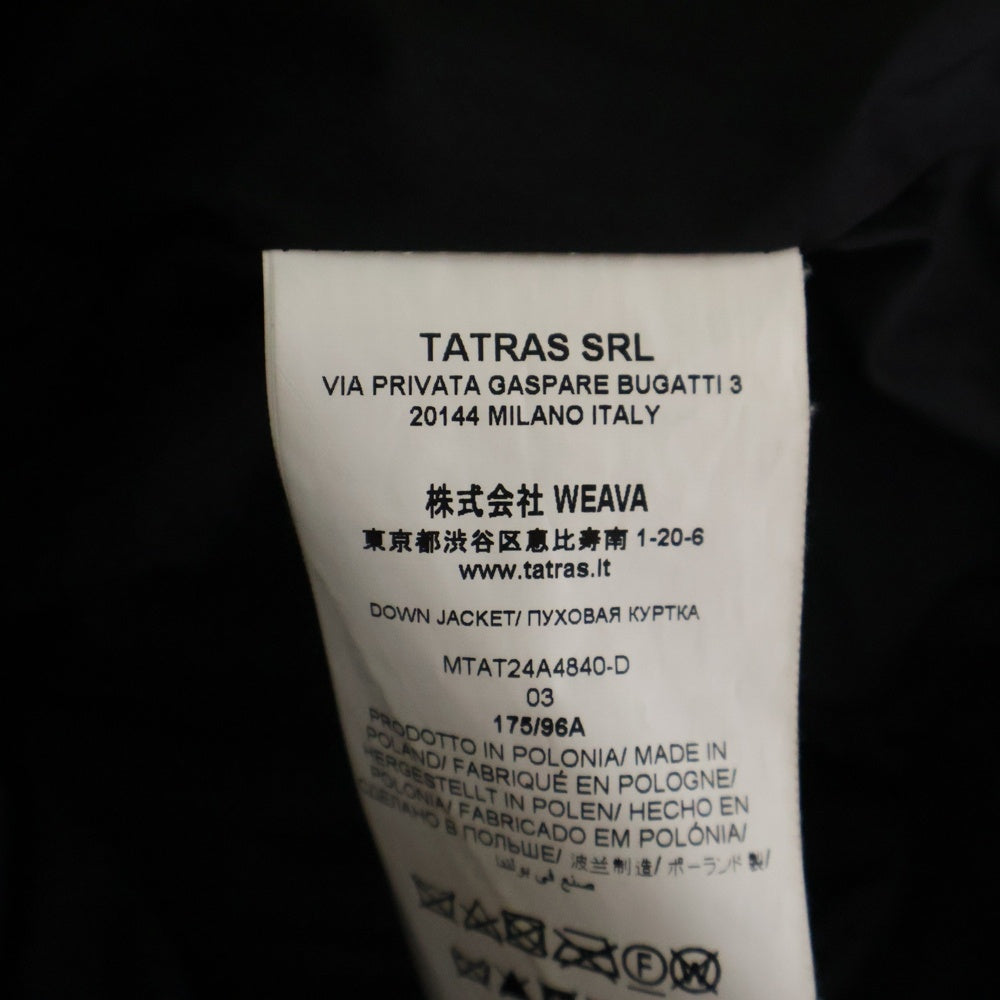 TATRAS SRL
VIA PRIVATA GASPARE BUGATTI 3
20144 MILANO ITALY
株式会社 WEAVA
東京都渋谷区恵比寿南 1-20-6
www.tatras.it
DOWN JACKET/ ПУХОВАЯ КУРТКА
MTAT24A4840-D
03
175/96A
PRODOTTO IN POLONIA/ MADE IN
POLAND/ FABRIQUÉ EN POLOGNE/
HERGESTELLT IN POLEN/ HECHO EN
POLONIA/ FABRICADO EM POLÓNIA/
СДЕЛАНО В ПОЛЬШЕ/ 波兰制造/ ポーランド製/
صنع في بولندا
F W